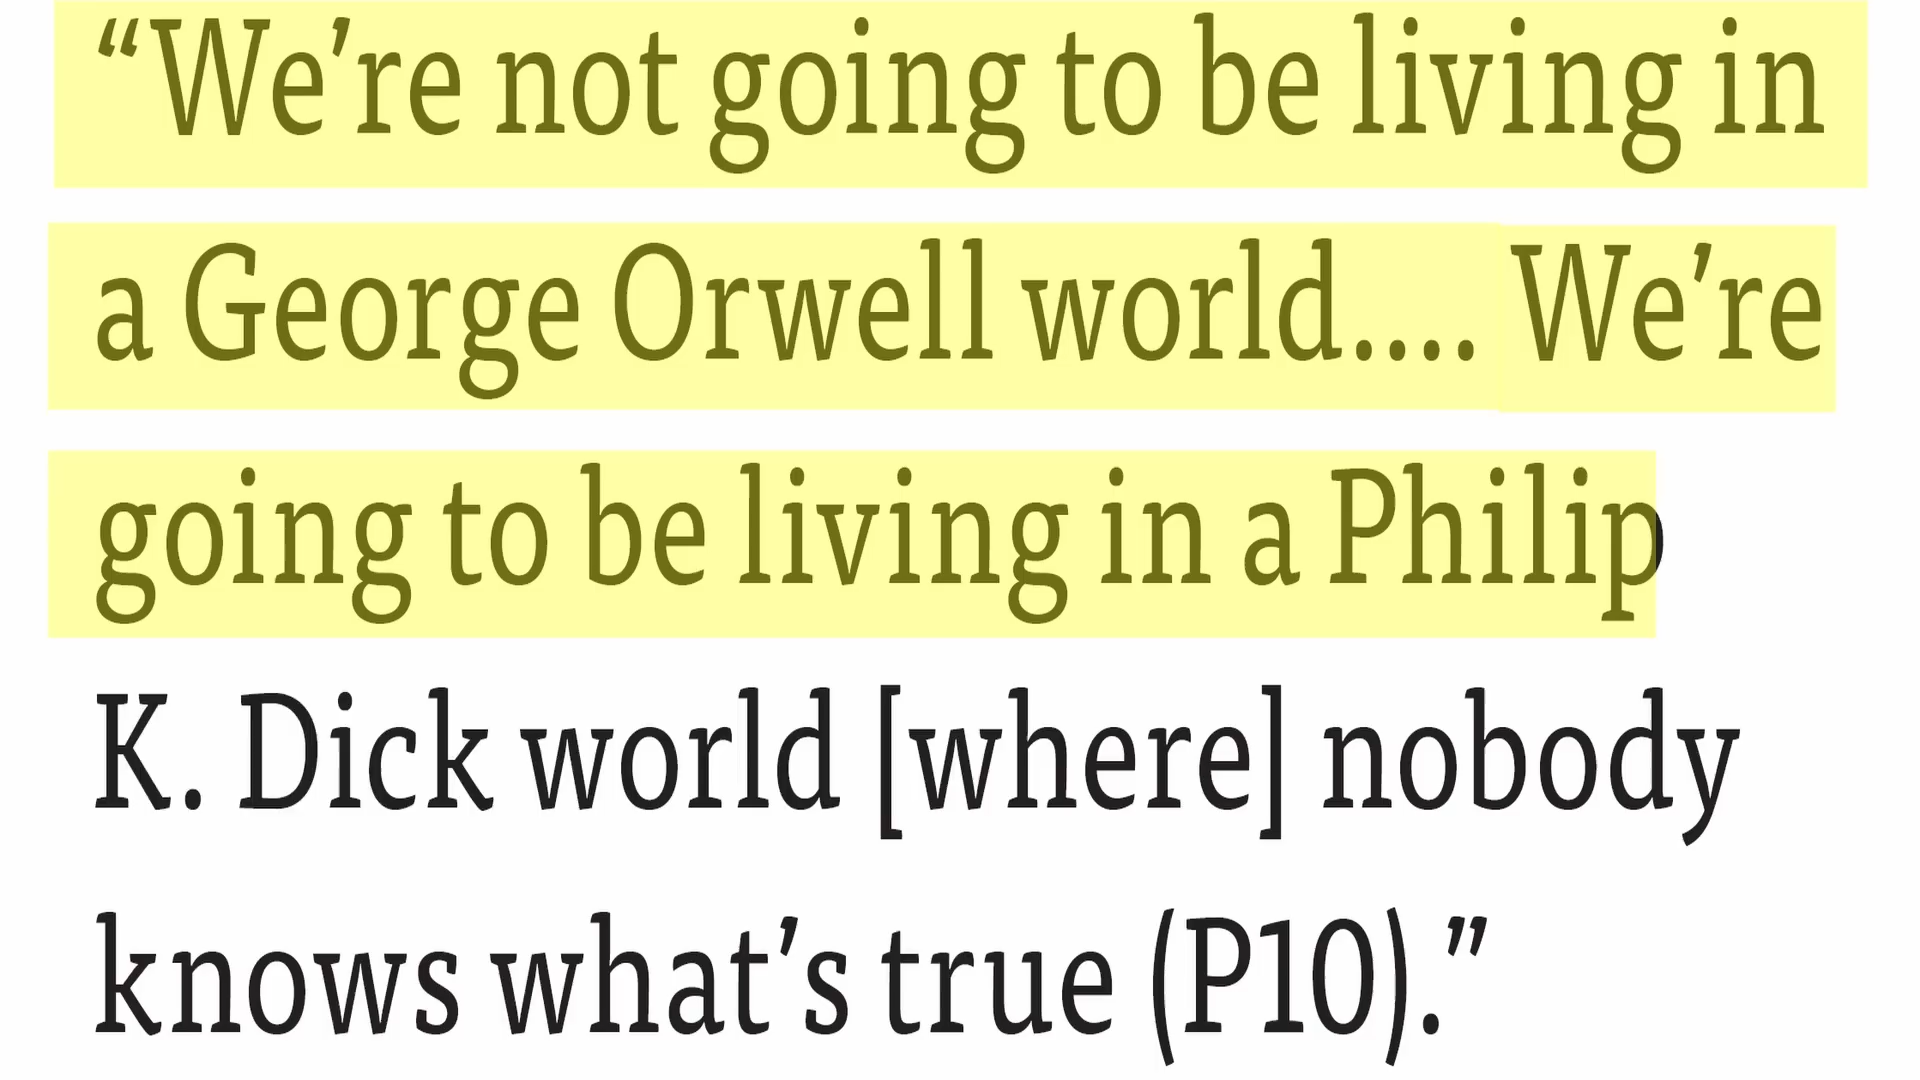 “We’re not going to be living in
a George Orwell world.... We’re
going to be living in a Philip
K. Dick world [where] nobody
knows what’s true (P10).”